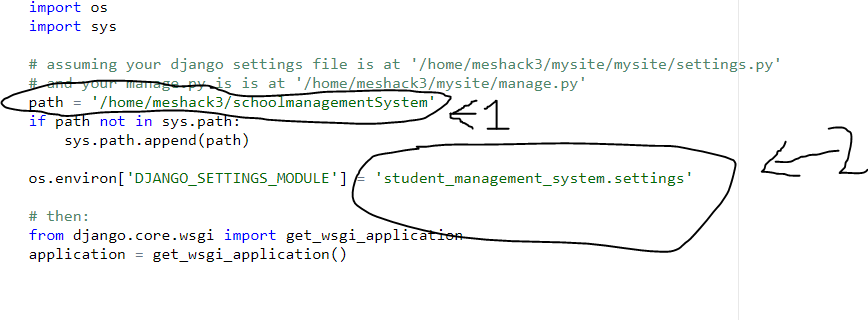 import os
import sys
# assuming your django settings file is at '/home/meshack3/mysite/mysite/settings.py'
# and your manage.py is is at '/home/meshack3/mysite/manage.py'
path = '/home/meshack3/schoolmanagementSystem'
1
if path not in sys.path:
    sys.path.append(path)
2
os.environ['DJANGO_SETTINGS_MODULE'] = 'student_management_system.settings'
# then:
from django.core.wsgi import get_wsgi_application
application = get_wsgi_application()